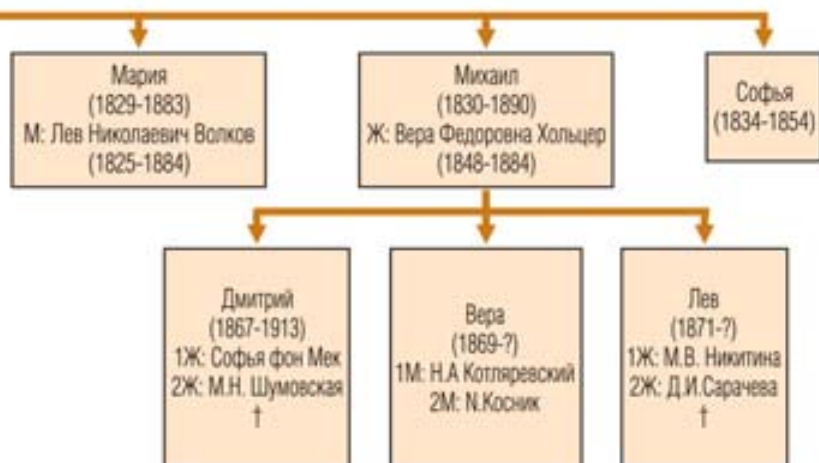 Мария
(1829-1883)
М: Лев Николаевич Волков
(1825-1884)
Михаил
(1830-1890)
Ж: Вера Федоровна Хольцер
(1848-1884)
Софья
(1834-1854)
Дмитрий
(1867-1913)
1Ж: Софья фон Мек
2Ж: М.Н. Шумовская
†
Вера
(1869-?)
1М: Н.А Котляревский
2М: N.Косник
Лев
(1871-?)
1Ж: М.В. Никитина
2Ж: Д.И.Сарачева
†